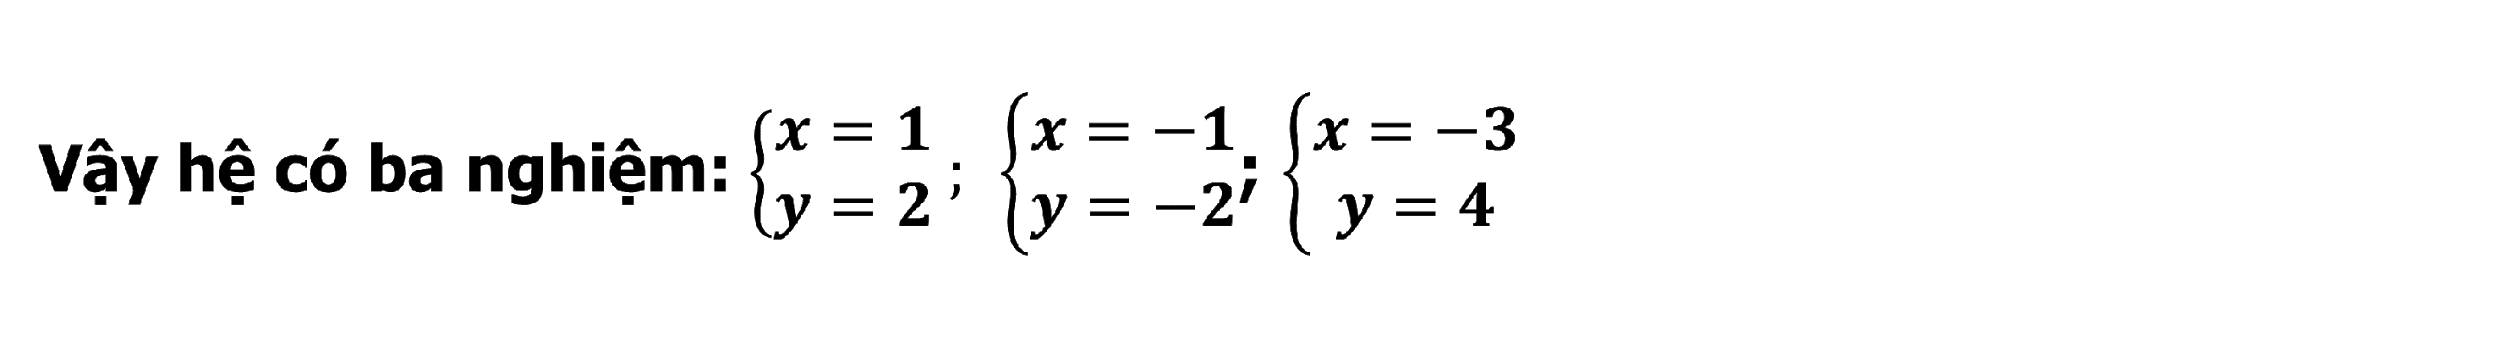 Vậy hệ có ba nghiệm: {x = 1, y = 2 ; {x = −1, y = −2; {x = −3, y = 4